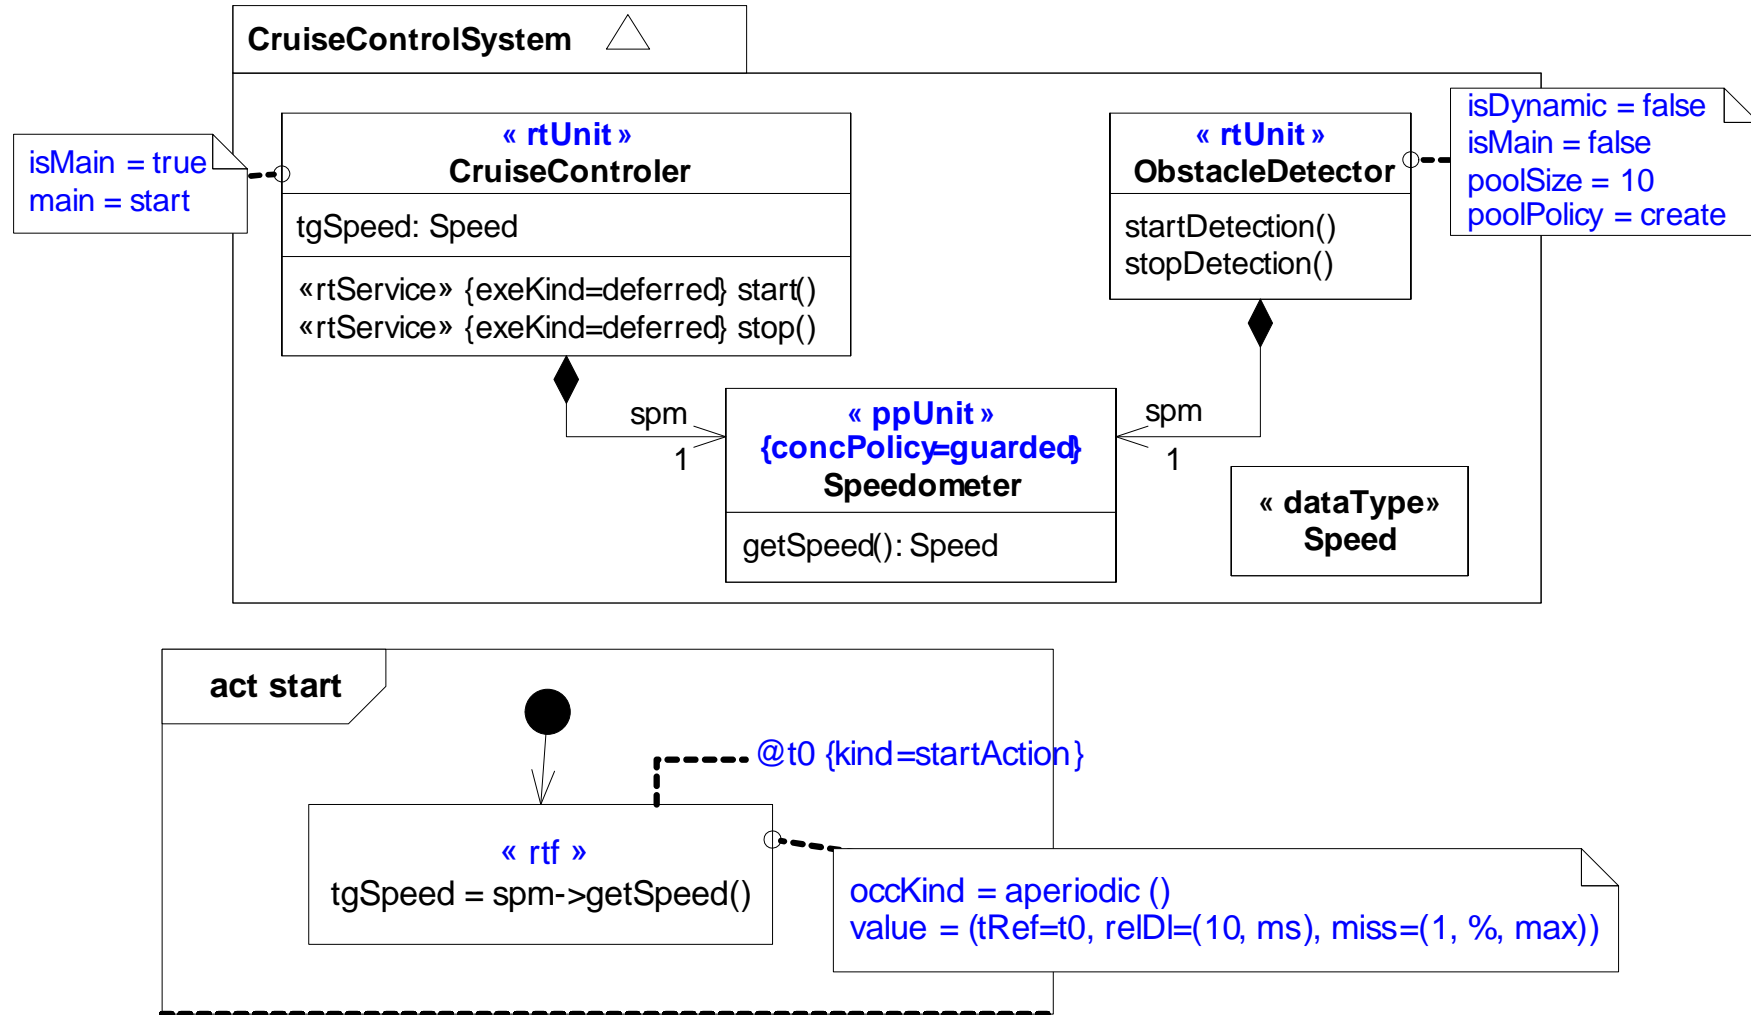 CruiseControlSystem
isMain = true
main = start
« rtUnit »
CruiseControler
tgSpeed: Speed
«rtService» {exeKind=deferred} start()
«rtService» {exeKind=deferred} stop()
« rtUnit »
ObstacleDetector
startDetection()
stopDetection()
isDynamic = false
isMain = false
poolSize = 10
poolPolicy = create
spm
1
« ppUnit »
{concPolicy=guarded}
Speedometer
getSpeed(): Speed
spm
1
« dataType»
Speed
act start
@t0 {kind=startAction}
« rtf »
tgSpeed = spm->getSpeed()
occKind = aperiodic ()
value = (tRef=t0, relDl=(10, ms), miss=(1, %, max))